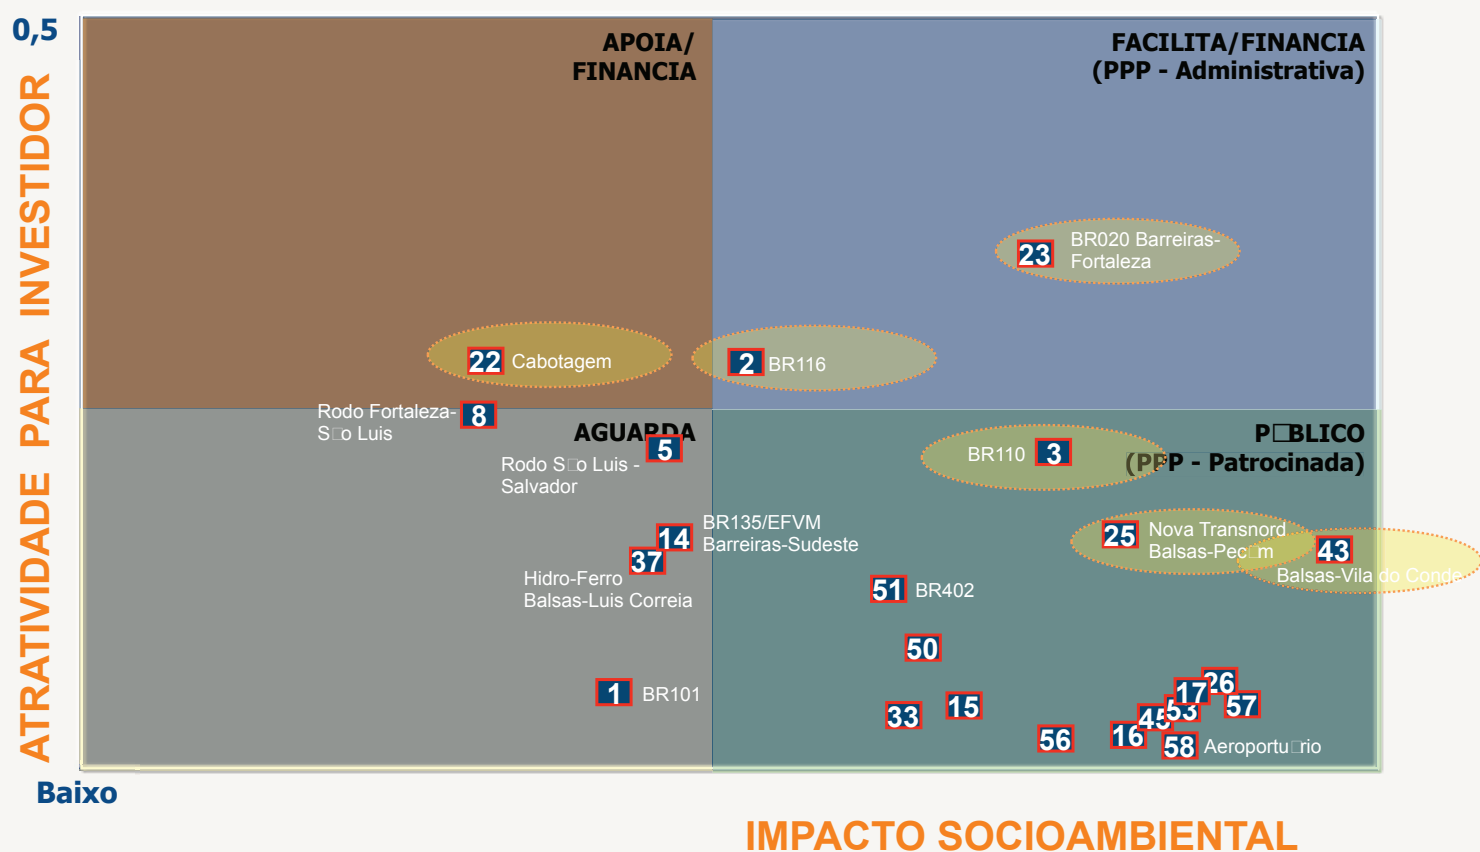 0,5
ATRATIVIDADE PARA INVESTIDOR
APOIA/
FINANCIA
FACILITA/FINANCIA
(PPP - Administrativa)
23
BR020 Barreiras-
Fortaleza
22
Cabotagem
2
BR116
Rodo Fortaleza-
S□o Luis
8
AGUARDA
5
Rodo S□o Luis -
Salvador
P□BLICO
(PPP - Patrocinada)
BR110
3
14
BR135/EFVM
Barreiras-Sudeste
37
Hidro-Ferro
Balsas-Luis Correia
25
Nova Transnord
Balsas-Pec□m
43
Balsas-Vila do Conde
51
BR402
50
1
BR101
33
15
56
16
45
53
17
26
57
58
Aeroportu□rio
Baixo
IMPACTO SOCIOAMBIENTAL